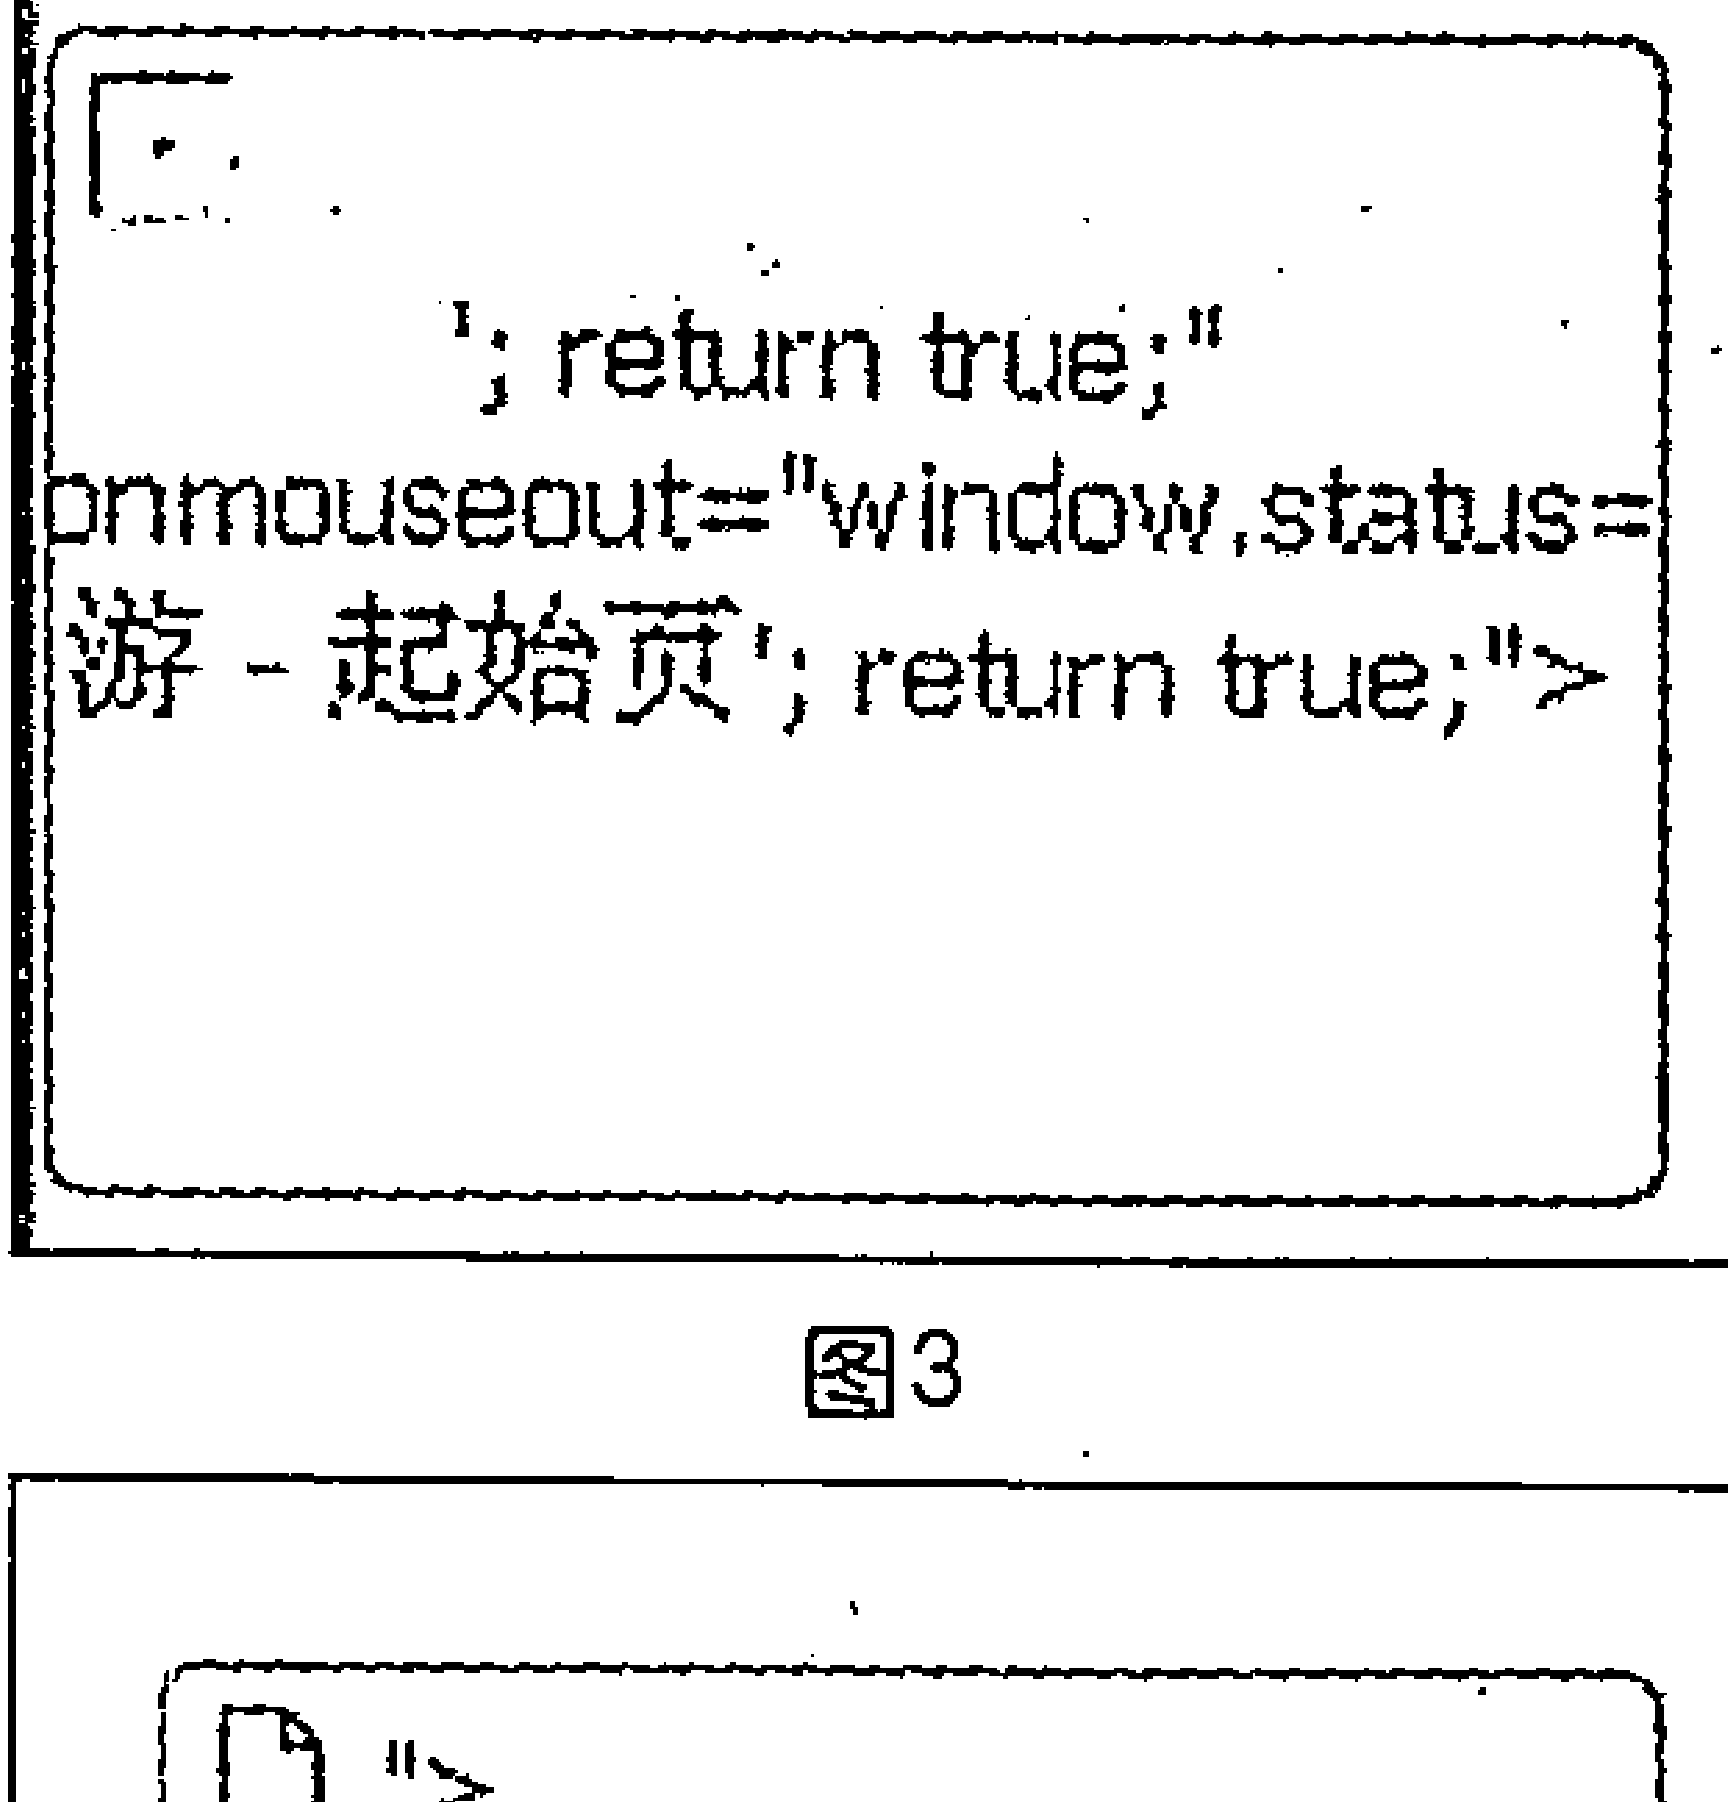 '; return true;"
onmouseout="window.status=
游 - 起始页'; return true;">
图3
">